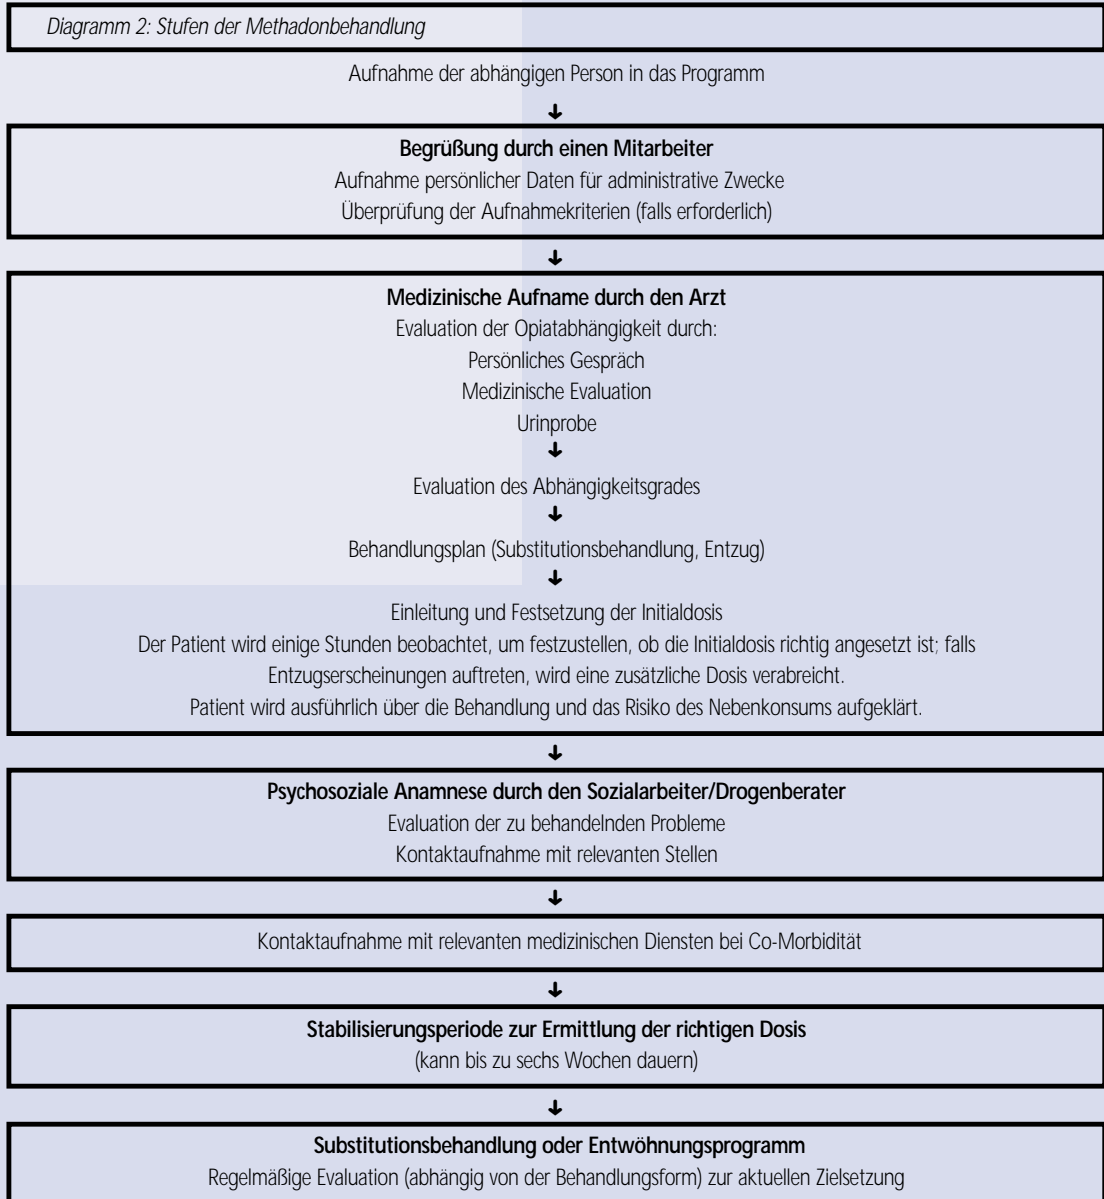 Diagramm 2: Stufen der Methadonbehandlung
Aufnahme der abhängigen Person in das Programm
Begrüßung durch einen Mitarbeiter
Aufnahme persönlicher Daten für administrative Zwecke
Überprüfung der Aufnahmekriterien (falls erforderlich)
Medizinische Aufname durch den Arzt
Evaluation der Opiatabhängigkeit durch:
Persönliches Gespräch
Medizinische Evaluation
Urinprobe
Evaluation des Abhängigkeitsgrades
Behandlungsplan (Substitutionsbehandlung, Entzug)
Einleitung und Festsetzung der Initialdosis
Der Patient wird einige Stunden beobachtet, um festzustellen, ob die Initialdosis richtig angesetzt ist; falls
Entzugserscheinungen auftreten, wird eine zusätzliche Dosis verabreicht.
Patient wird ausführlich über die Behandlung und das Risiko des Nebenkonsums aufgeklärt.
Psychosoziale Anamnese durch den Sozialarbeiter/Drogenberater
Evaluation der zu behandelnden Probleme
Kontaktaufnahme mit relevanten Stellen
Kontaktaufnahme mit relevanten medizinischen Diensten bei Co-Morbidität
Stabilisierungsperiode zur Ermittlung der richtigen Dosis
(kann bis zu sechs Wochen dauern)
Substitutionsbehandlung oder Entwöhnungsprogramm
Regelmäßige Evaluation (abhängig von der Behandlungsform) zur aktuellen Zielsetzung